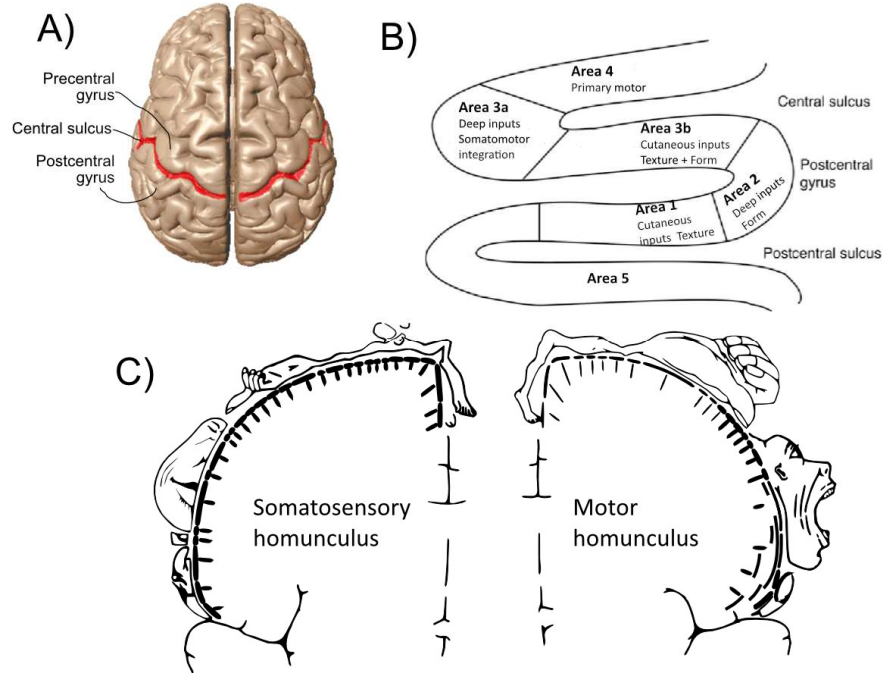 A)
Precentral
gyrus
Central sulcus
Postcentral
gyrus
B)
Area 4
Primary motor
Central sulcus
Area 3a
Deep inputs
Somatomotor
integration
Area 3b
Cutaneous inputs
Texture + Form
Postcentral
gyrus
Area 2
Deep inputs
Form
Area 1
Cutaneous
inputs Texture
Postcentral sulcus
Area 5
C)
Somatosensory
homunculus
Motor
homunculus